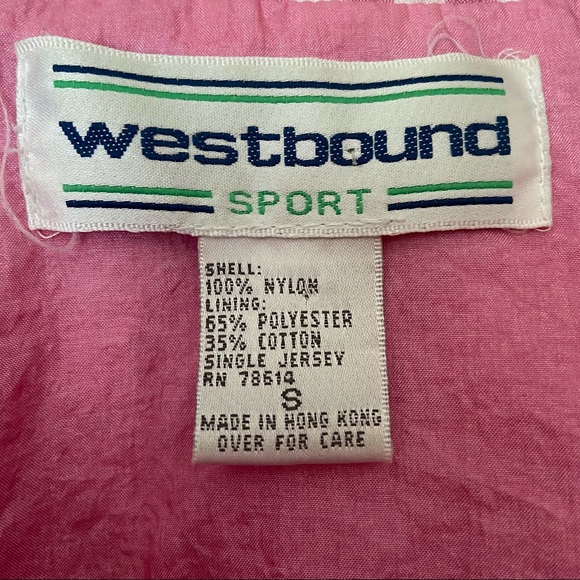 westbound
SPORT
SHELL:
100% NYLON
LINING:
65% POLYESTER
35% COTTON
SINGLE JERSEY
RN 78614
S
MADE IN HONG KONG
OVER FOR CARE